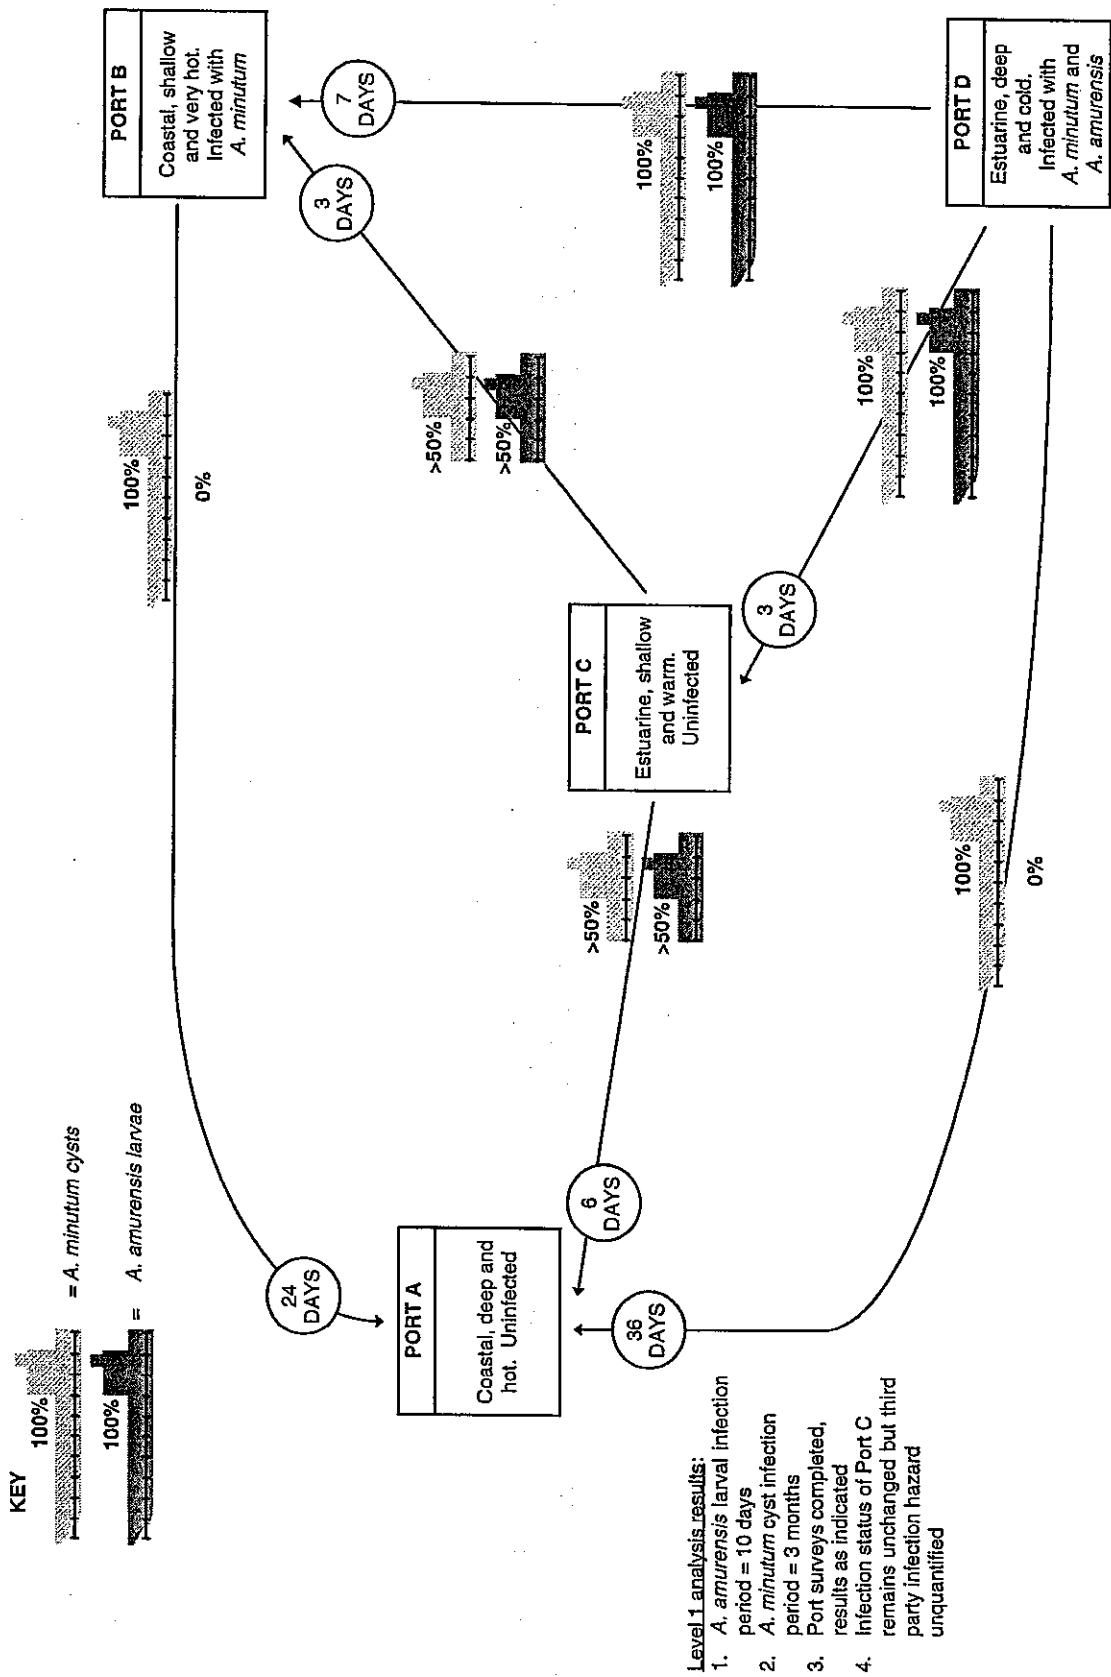 KEY
100%
= A. minutum cysts
100%
= A. amurensis larvae
PORT A
Coastal, deep and
hot. Uninfected
24
DAYS
6
DAYS
36
DAYS
100%
0%
PORT B
Coastal, shallow
and very hot.
Infected with
A. minutum
3
DAYS
7
DAYS
>50%
>50%
PORT C
Estuarine, shallow
and warm.
Uninfected
>50%
>50%
3
DAYS
100%
100%
100%
100%
PORT D
Estuarine, deep
and cold.
Infected with
A. minutum and
A. amurensis
100%
0%
Level 1 analysis results:
1. A. amurensis larval infection
period = 10 days
2. A. minutum cyst infection
period = 3 months
3. Port surveys completed,
results as indicated
4. Infection status of Port C
remains unchanged but third
party infection hazard
unquantified